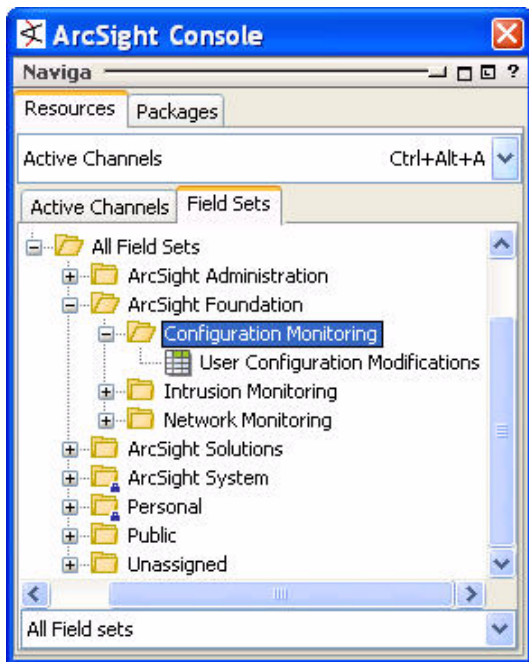 ArcSight Console
Naviga
Resources Packages
Active Channels Ctrl+Alt+A
Active Channels Field Sets
All Field Sets
ArcSight Administration
ArcSight Foundation
Configuration Monitoring
User Configuration Modifications
Intrusion Monitoring
Network Monitoring
ArcSight Solutions
ArcSight System
Personal
Public
Unassigned
All Field sets